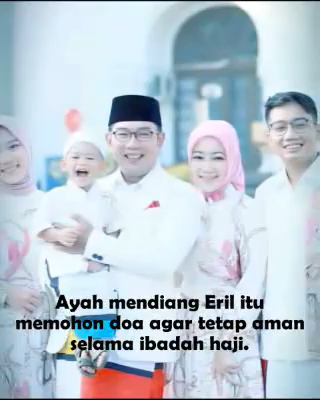 Ayah mendiang Eril itu
memohon doa agar tetap aman
selama ibadah haji.